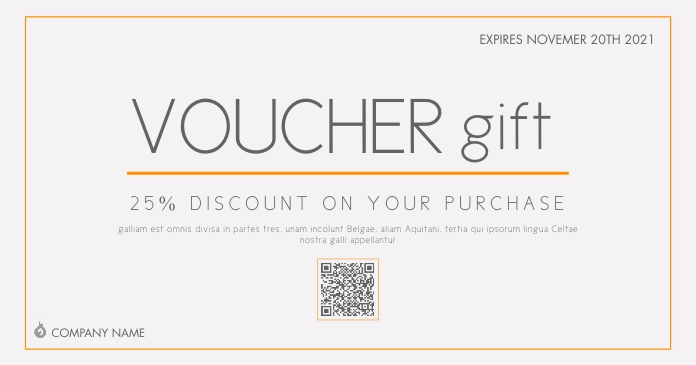 EXPIRES NOVEMER 20TH 2021
VOUCHER gift
25% DISCOUNT ON YOUR PURCHASE
galliam est omnis divisa in partes tres, unam incolunt Belgae, aliam Aquitani, tertia qui ipsorum lingua Celtae
nostra galli appellantur
COMPANY NAME